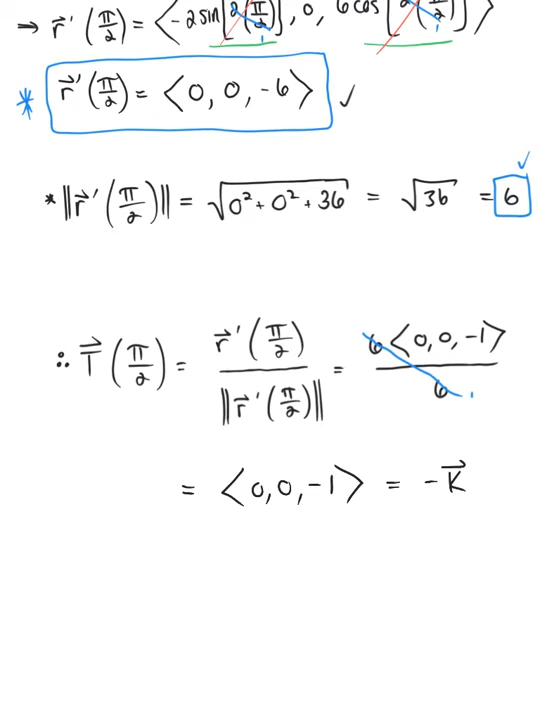 ⇒ r⃗ '(π/2) = ⟨-2 sin[2(π/2)], 0, 6 cos[2(π/2)]⟩
* r⃗ '(π/2) = ⟨0, 0, -6⟩ ✓
* ‖r⃗ '(π/2)‖ = √(0² + 0² + 36) = √36 = 6 ✓
∴ T⃗(π/2) = r⃗ '(π/2) / ‖r⃗ '(π/2)‖ = 6⟨0, 0, -1⟩ / 6 1
= ⟨0, 0, -1⟩ = -K⃗